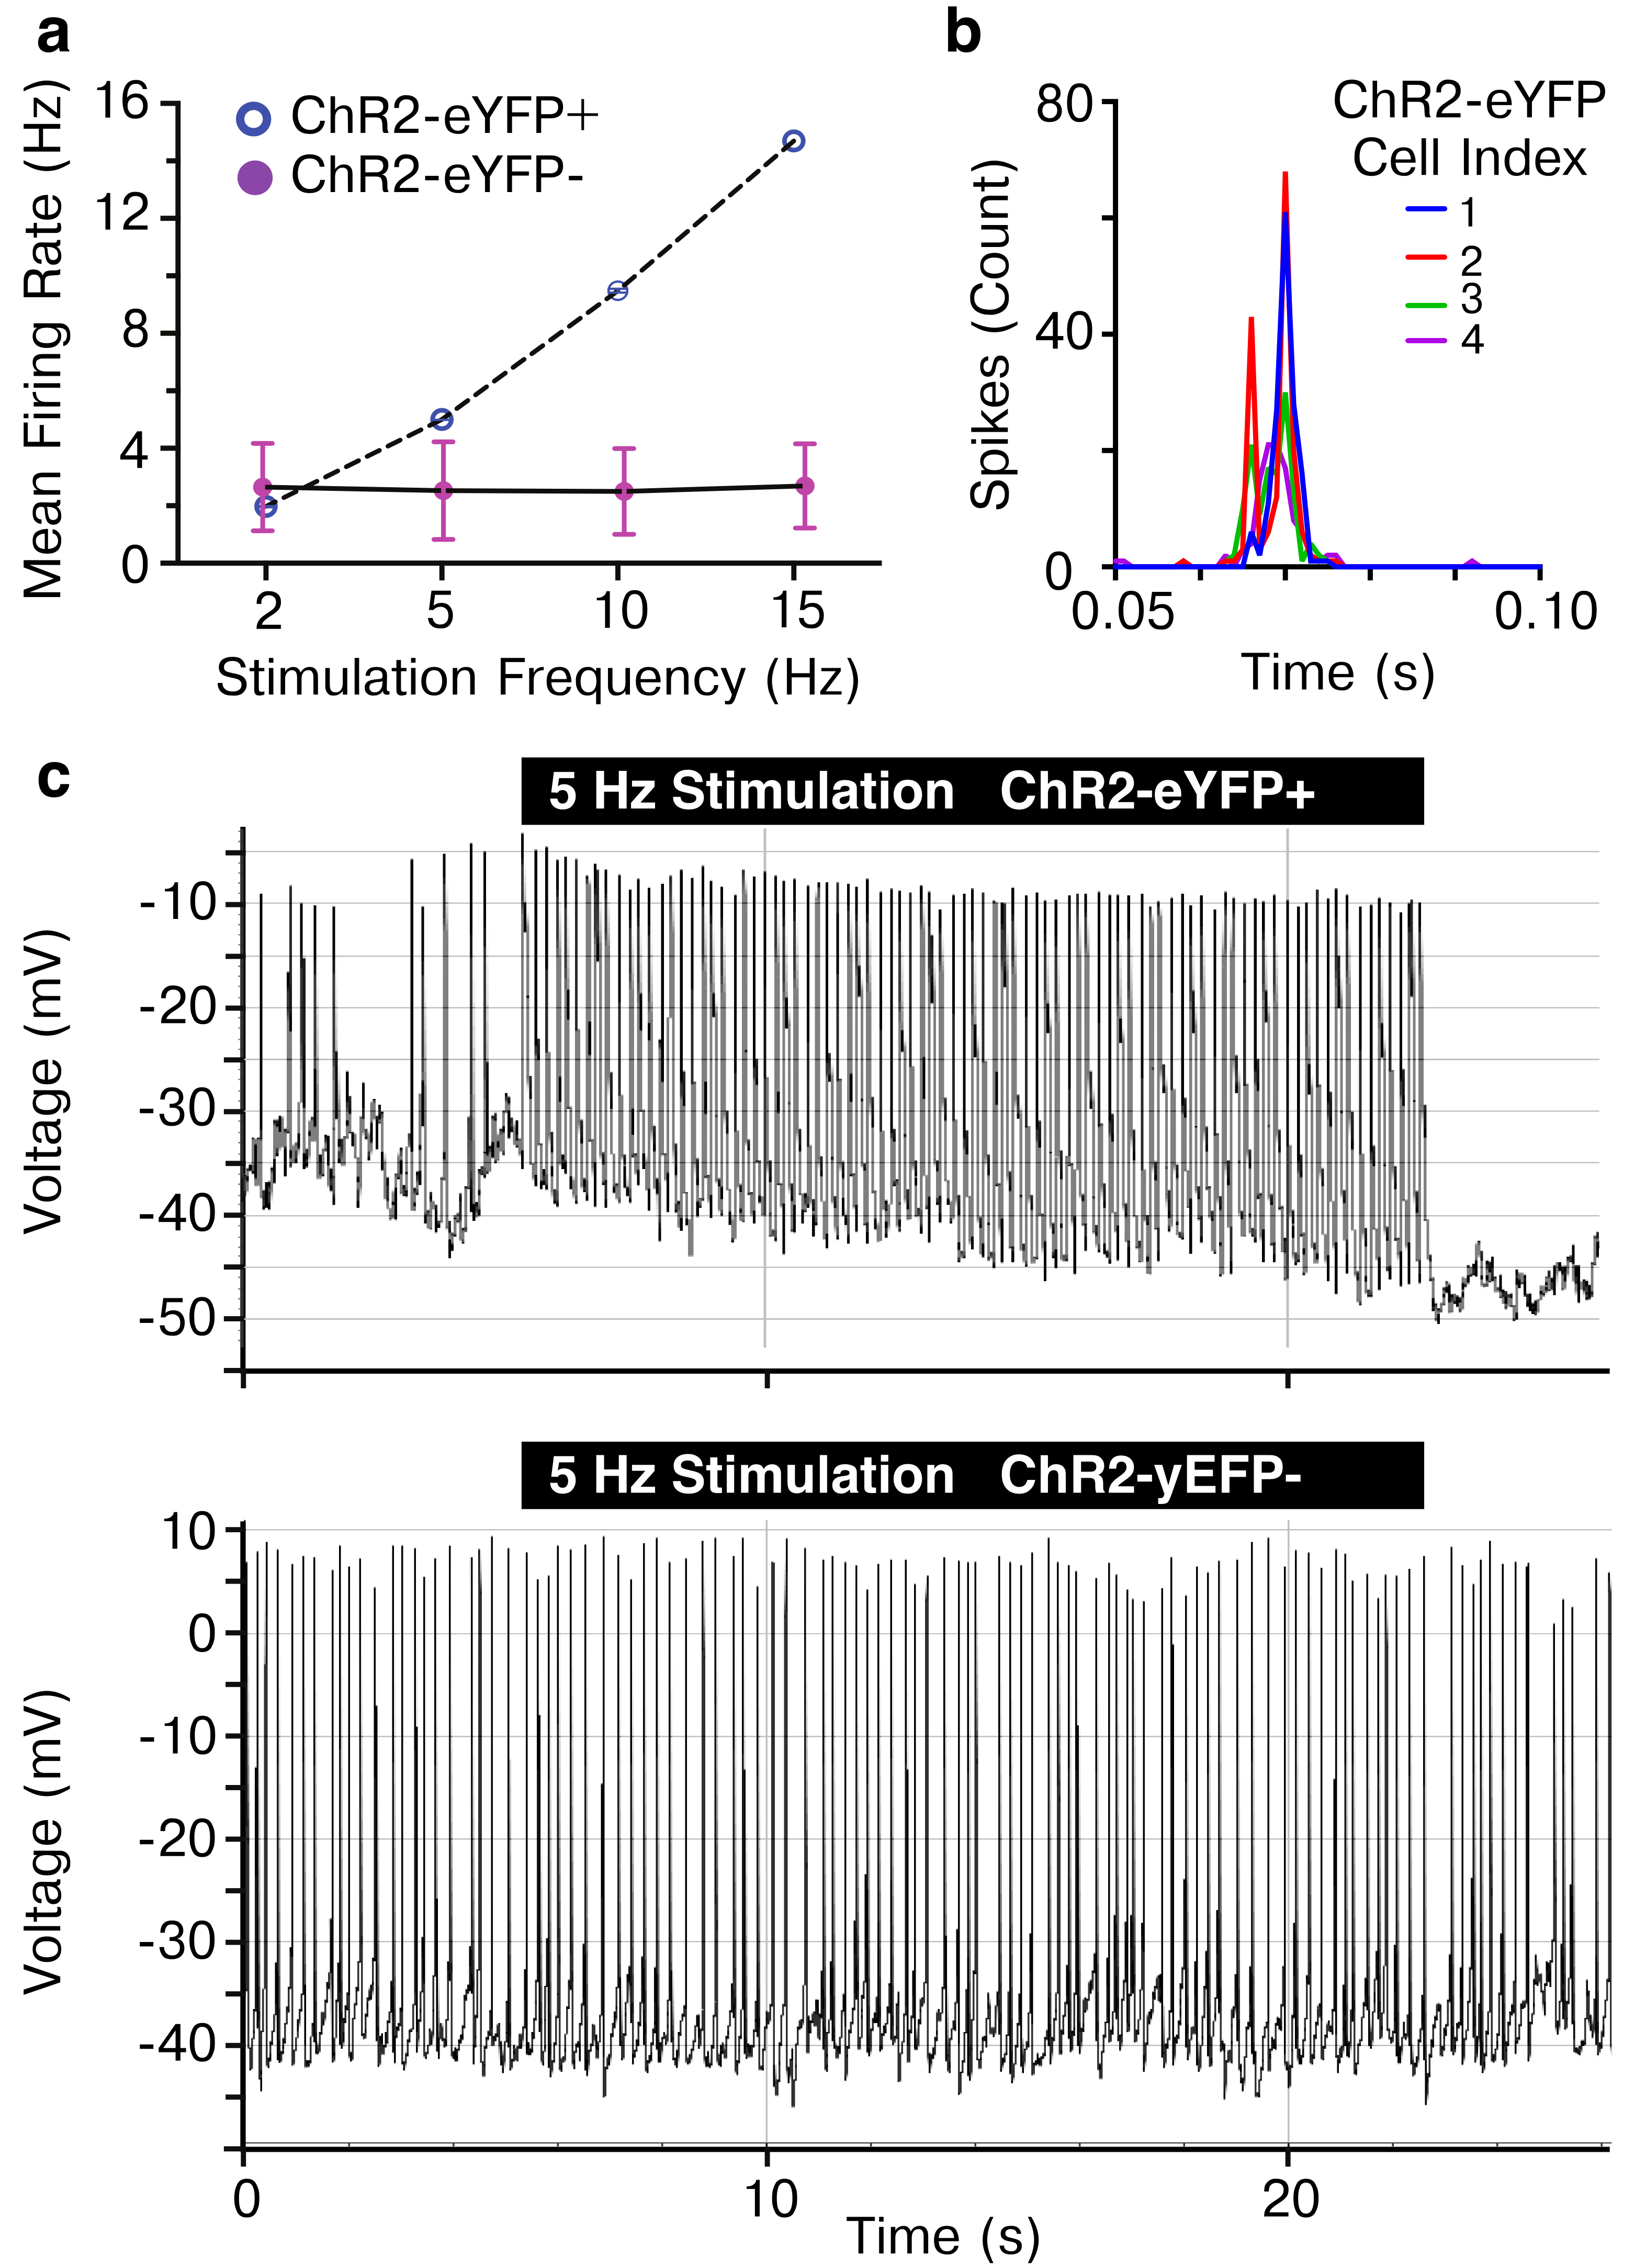 a
Mean Firing Rate (Hz)
16
12
8
4
0
ChR2-eYFP+
ChR2-eYFP-
2 5 10 15
Stimulation Frequency (Hz)
b
Spikes (Count)
80
40
0
ChR2-eYFP
Cell Index
1
2
3
4
0.05 0.10
Time (s)
c
5 Hz Stimulation ChR2-eYFP+
Voltage (mV)
-10
-20
-30
-40
-50
5 Hz Stimulation ChR2-yEFP-
Voltage (mV)
10
0
-10
-20
-30
-40
0 10 20
Time (s)